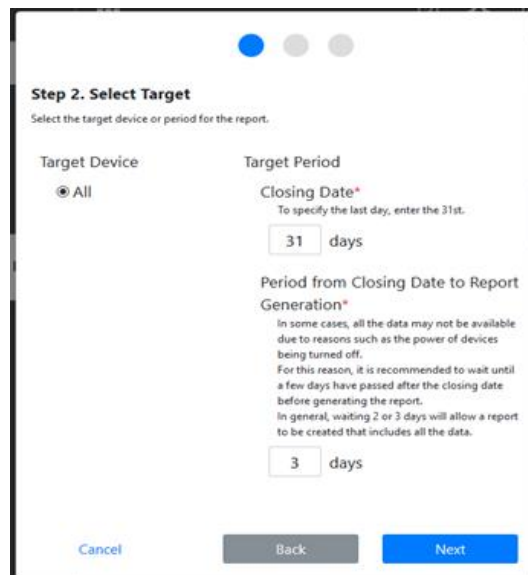 Step 2. Select Target
Select the target device or period for the report.
Target Device
All
Target Period
Closing Date*
To specify the last day, enter the 31st.
31 days
Period from Closing Date to Report
Generation*
In some cases, all the data may not be available
due to reasons such as the power of devices
being turned off.
For this reason, it is recommended to wait until
a few days have passed after the closing date
before generating the report.
In general, waiting 2 or 3 days will allow a report
to be created that includes all the data.
3 days
Cancel
Back
Next